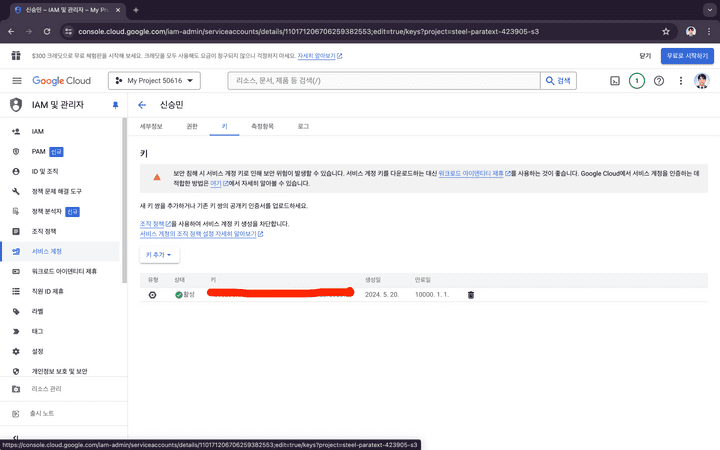 신승민 – IAM 및 관리자 – My Pro
console.cloud.google.com/iam-admin/serviceaccounts/details/110171206706259382553;edit=true/keys?project=steel-paratext-423905-s3
$300 크레딧으로 무료 체험판을 시작해 보세요. 크레딧을 모두 사용해도 요금이 청구되지 않으니 걱정하지 마세요. 자세히 알아보기
닫기
무료로 시작하기
Google Cloud
My Project 50616
리소스, 문서, 제품 등 검색(/)
검색
1
IAM 및 관리자
신승민
세부정보
권한
키
측정항목
로그
IAM
PAM 신규
ID 및 조직
정책 문제 해결 도구
정책 분석자 신규
조직 정책
서비스 계정
워크로드 아이덴티티 제휴
직원 ID 제휴
라벨
태그
설정
개인정보 보호 및 보안
리소스 관리
출시 노트
키
보안 침해 시 서비스 계정 키로 인해 보안 위험이 발생할 수 있습니다. 서비스 계정 키를 다운로드하는 대신 워크로드 아이덴티티 제휴를 사용하는 것이 좋습니다. Google Cloud에서 서비스 계정을 인증하는 데
적합한 방법은 여기에서 자세히 알아볼 수 있습니다.
새 키 쌍을 추가하거나 기존 키 쌍의 공개키 인증서를 업로드하세요.
조직 정책을 사용하여 서비스 계정 키 생성을 차단합니다.
서비스 계정의 조직 정책 설정 자세히 알아보기
키 추가
유형 상태 키 생성일 만료일
활성 2024. 5. 20. 10000. 1. 1.
https://console.cloud.google.com/iam-admin/serviceaccounts/details/110171206706259382553;edit=true/keys?project=steel-paratext-423905-s3